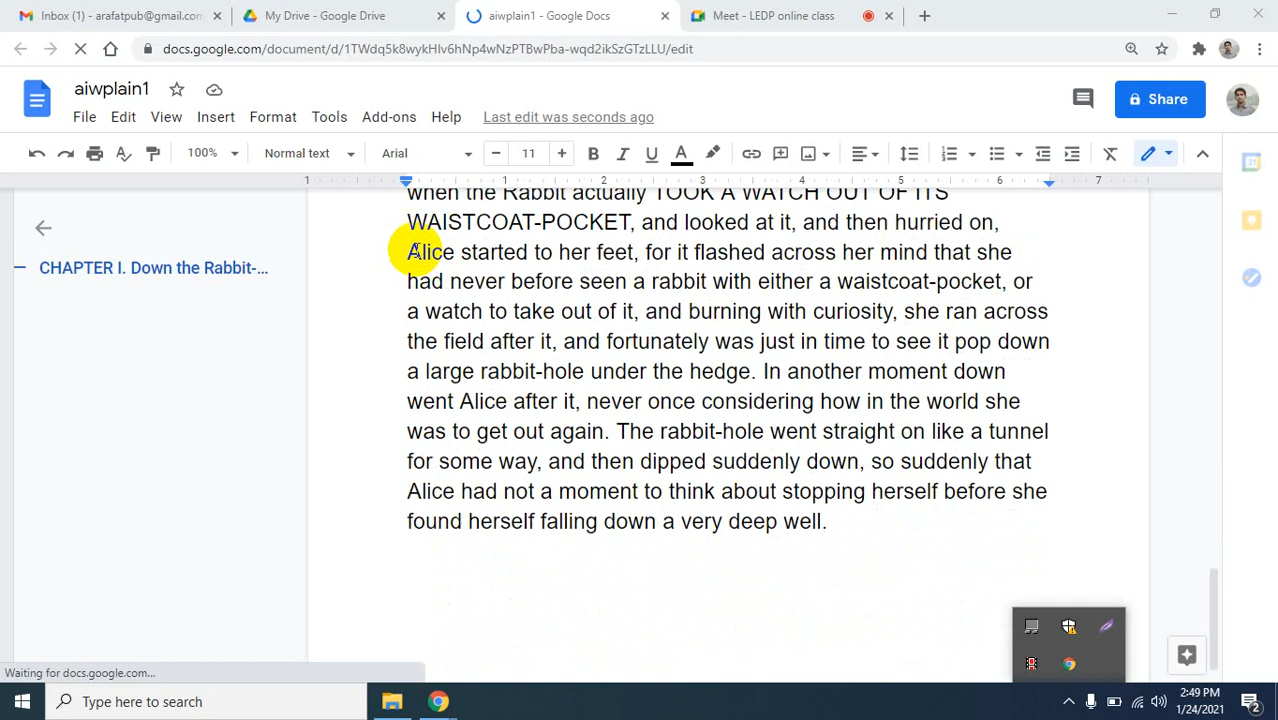 Inbox (1) - arafatpub@gmail.com
My Drive - Google Drive
aiwplain1 - Google Docs
Meet - LEDP online class
docs.google.com/document/d/1TWdq5k8wykHlv6hNp4wNzPTBwPba-wqd2ikSzGTzLLU/edit
aiwplain1
File Edit View Insert Format Tools Add-ons Help Last edit was seconds ago
Share
100% Normal text Arial 11
1 1 2 3 4 5 6 7
when the Rabbit actually TOOK A WATCH OUT OF ITS
WAISTCOAT-POCKET, and looked at it, and then hurried on,
Alice started to her feet, for it flashed across her mind that she
had never before seen a rabbit with either a waistcoat-pocket, or
a watch to take out of it, and burning with curiosity, she ran across
the field after it, and fortunately was just in time to see it pop down
a large rabbit-hole under the hedge. In another moment down
went Alice after it, never once considering how in the world she
was to get out again. The rabbit-hole went straight on like a tunnel
for some way, and then dipped suddenly down, so suddenly that
Alice had not a moment to think about stopping herself before she
found herself falling down a very deep well.
CHAPTER I. Down the Rabbit-...
Waiting for docs.google.com...
Type here to search
2:49 PM
1/24/2021
2